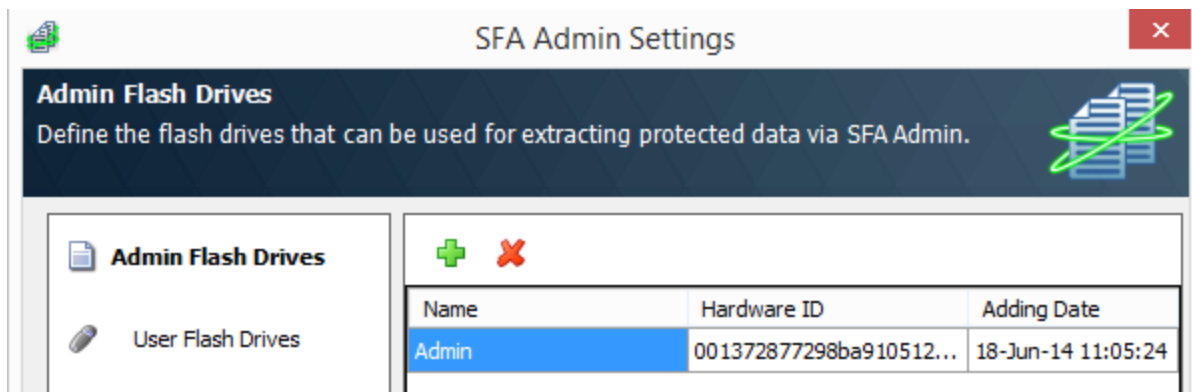 SFA Admin Settings
Admin Flash Drives
Define the flash drives that can be used for extracting protected data via SFA Admin.
Admin Flash Drives
User Flash Drives
Name Hardware ID Adding Date
Admin 001372877298ba910512... 18-Jun-14 11:05:24